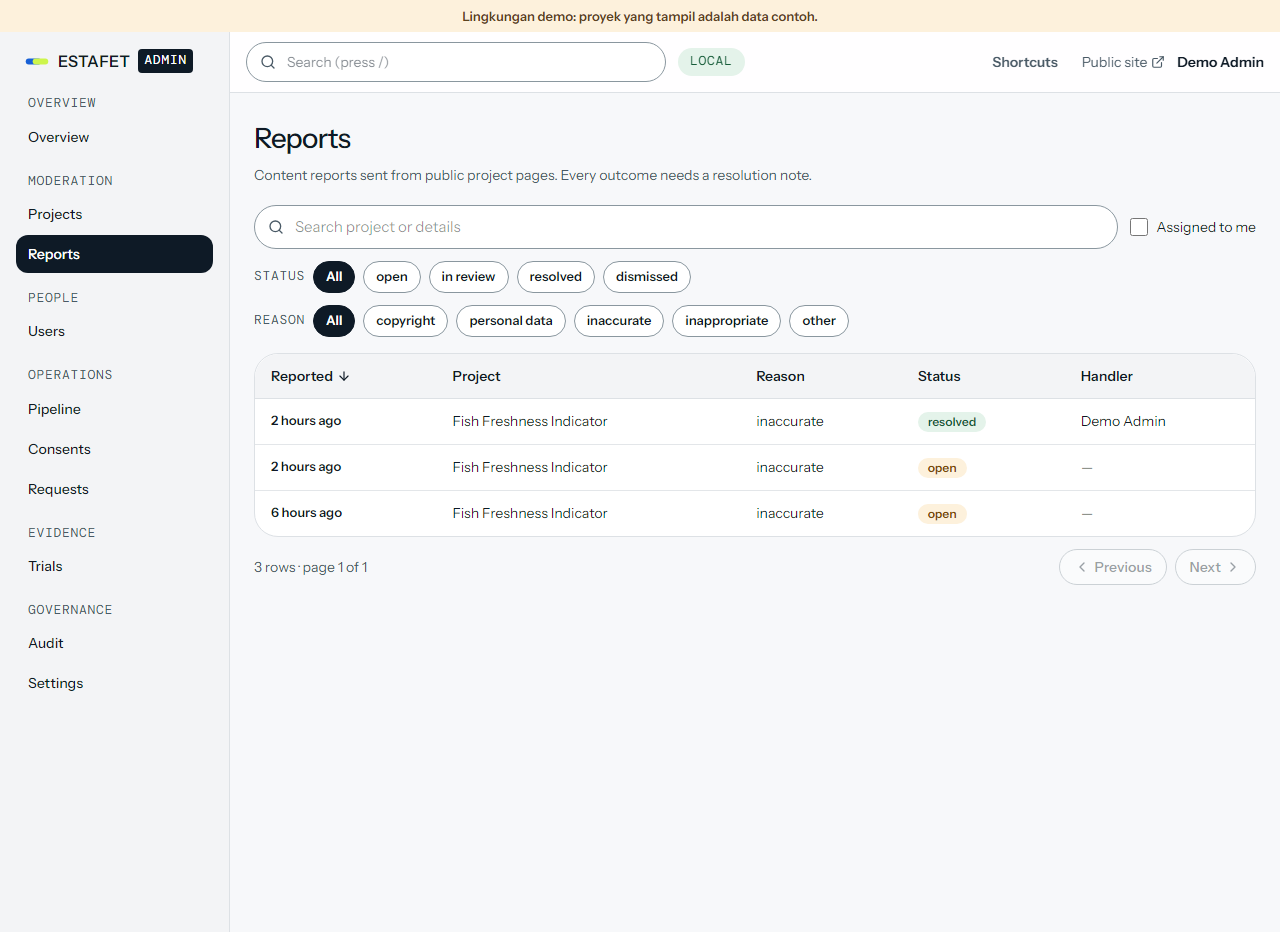 Lingkungan demo: proyek yang tampil adalah data contoh.
ESTAFET ADMIN
Search (press /)
LOCAL
Shortcuts
Public site
Demo Admin
OVERVIEW
Overview
MODERATION
Projects
Reports
PEOPLE
Users
OPERATIONS
Pipeline
Consents
Requests
EVIDENCE
Trials
GOVERNANCE
Audit
Settings
Reports
Content reports sent from public project pages. Every outcome needs a resolution note.
Search project or details
Assigned to me
STATUS All open in review resolved dismissed
REASON All copyright personal data inaccurate inappropriate other
Reported ↓ Project Reason Status Handler
2 hours ago Fish Freshness Indicator inaccurate resolved Demo Admin
2 hours ago Fish Freshness Indicator inaccurate open —
6 hours ago Fish Freshness Indicator inaccurate open —
3 rows · page 1 of 1
Previous Next